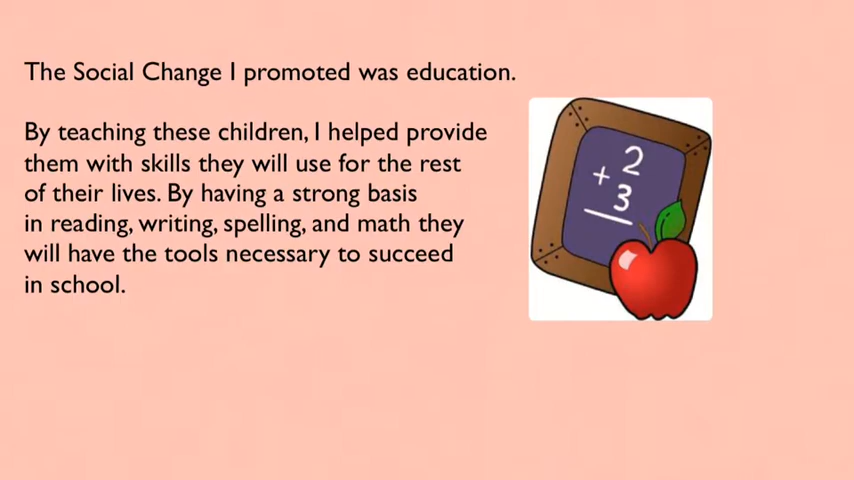 The Social Change I promoted was education.
By teaching these children, I helped provide
them with skills they will use for the rest
of their lives. By having a strong basis
in reading, writing, spelling, and math they
will have the tools necessary to succeed
in school.
2
+ 3